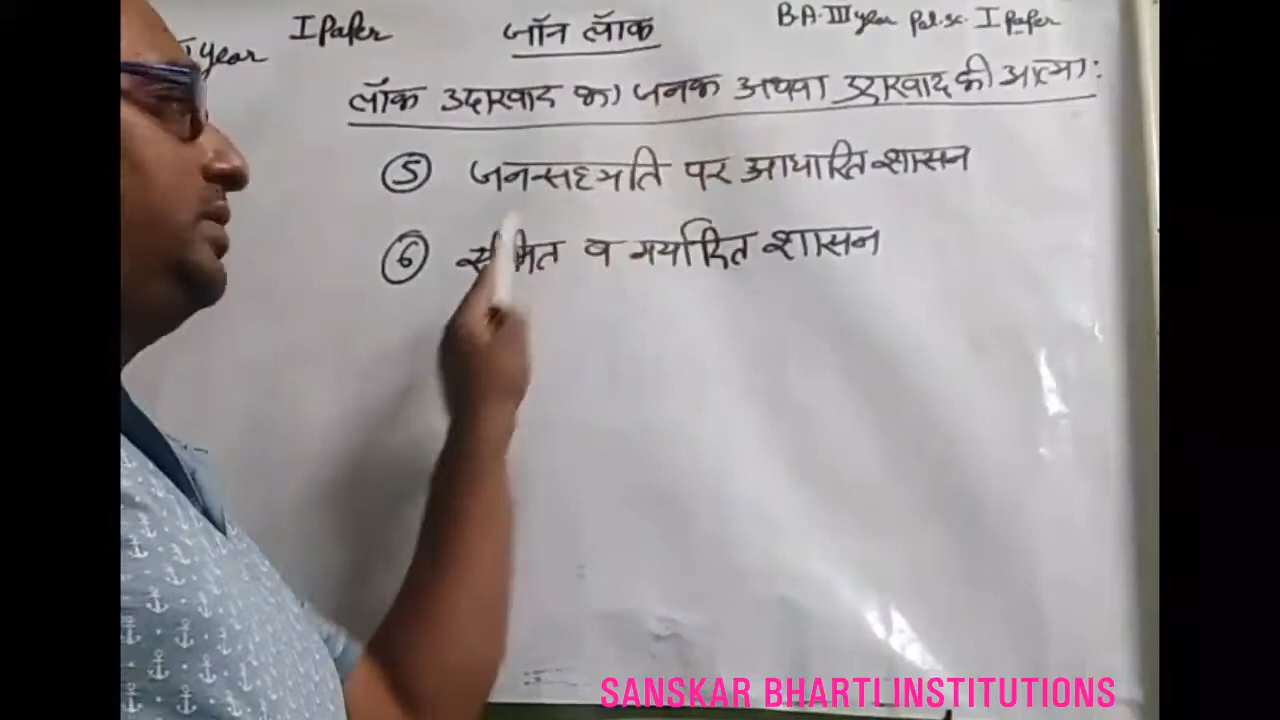 I Paper जॉन लॉक B.A. III year Pol.sc. I Paper
year
लॉक उदारवाद का जनक अथवा उदारवाद की आत्मा :
⑤ जनसहमति पर आधारित शासन
⑥ सीमित व मर्यादित शासन
SANSKAR BHARTI INSTITUTIONS